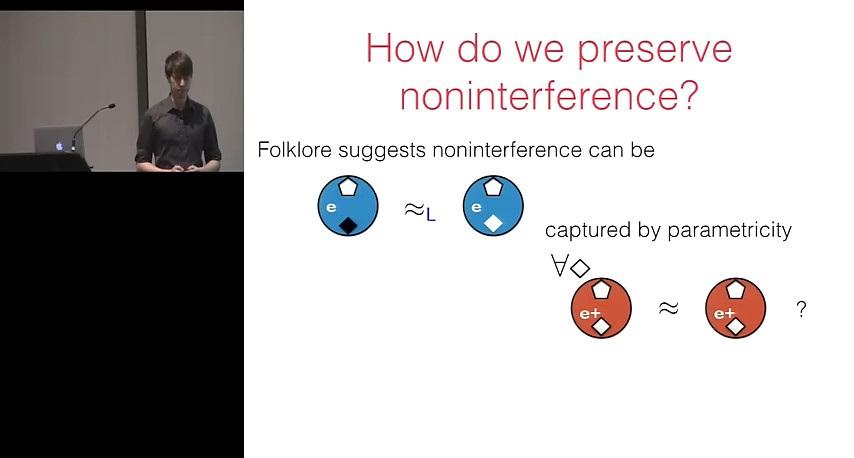 How do we preserve
noninterference?
Folklore suggests noninterference can be
e ≈L e
captured by parametricity
∀
e+ ≈ e+ ?